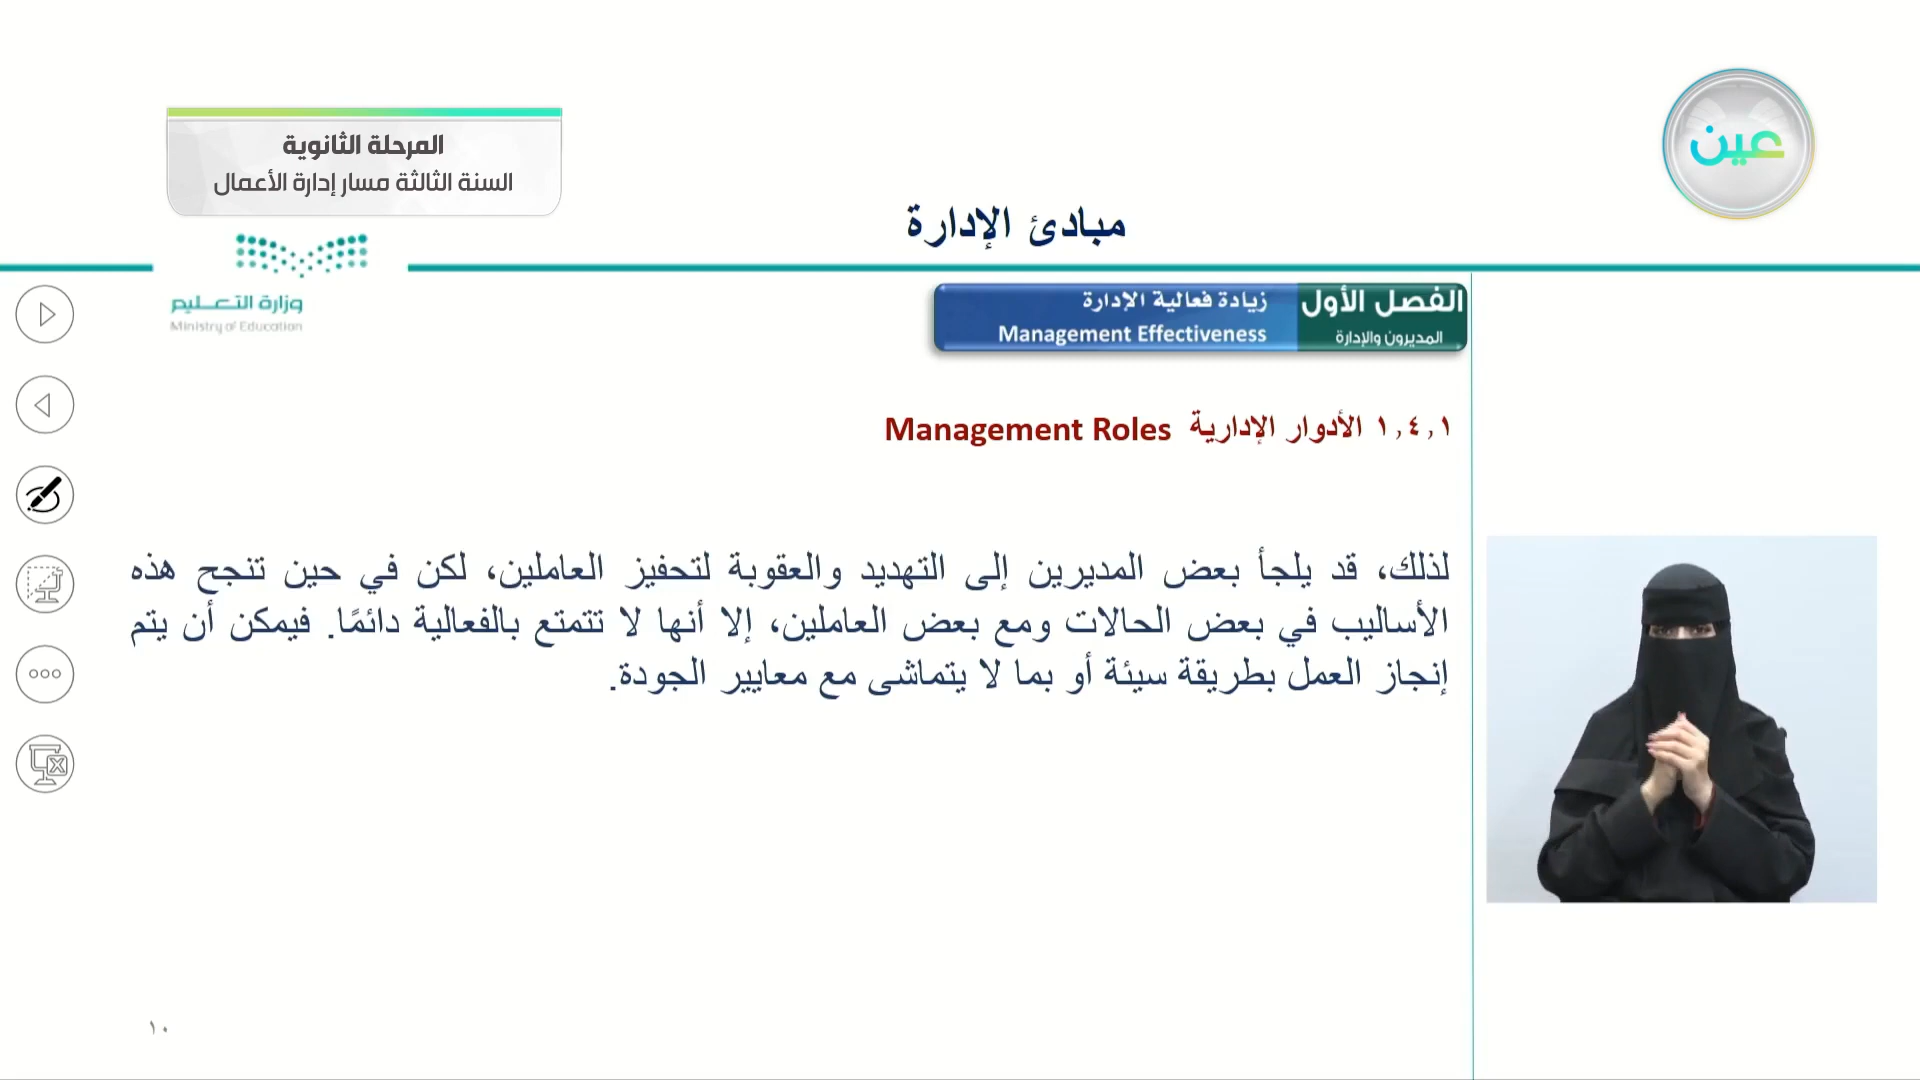 المرحلة الثانوية
السنة الثالثة مسار إدارة الأعمال
عين
مبادئ الإدارة
وزارة التعليم
Ministry of Education
الفصل الأول
المديرون والإدارة
زيادة فعالية الإدارة
Management Effectiveness
١,٤,١ الأدوار الإدارية Management Roles
لذلك، قد يلجأ بعض المديرين إلى التهديد والعقوبة لتحفيز العاملين، لكن في حين تنجح هذه
الأساليب في بعض الحالات ومع بعض العاملين، إلا أنها لا تتمتع بالفعالية دائمًا. فيمكن أن يتم
إنجاز العمل بطريقة سيئة أو بما لا يتماشى مع معايير الجودة.
١٠